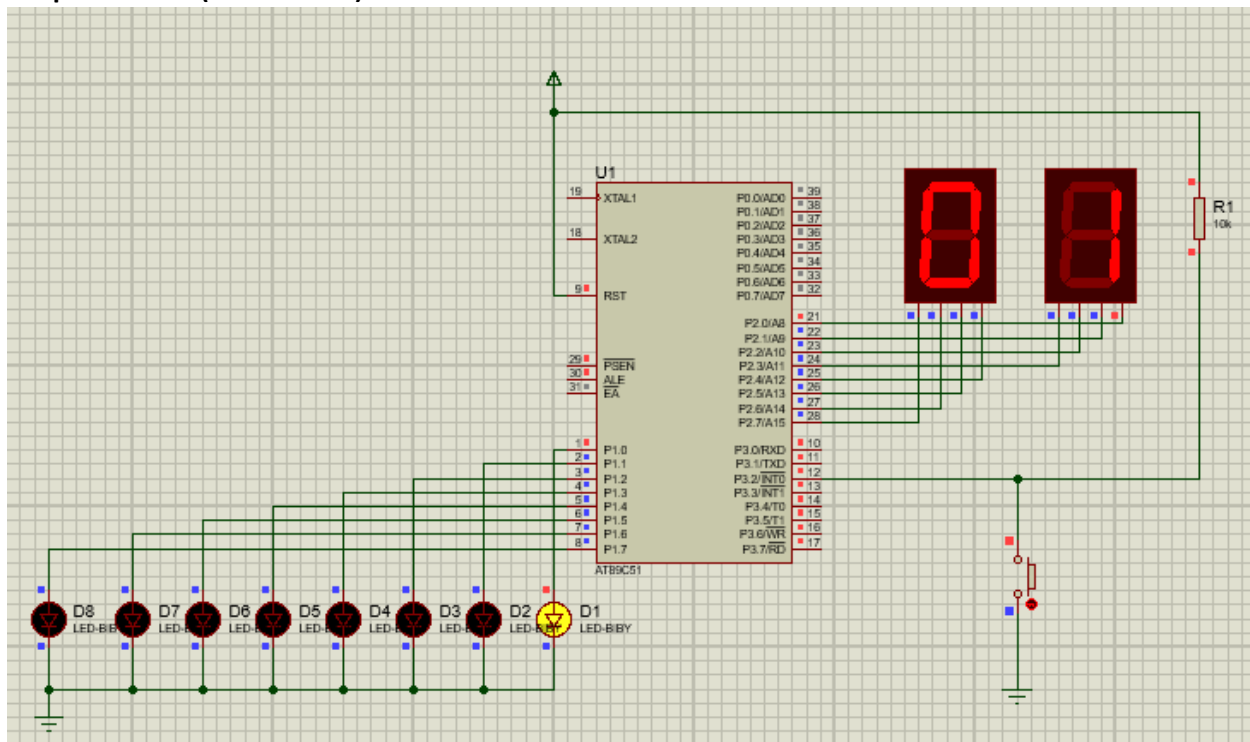 U1
19
XTAL1
18
XTAL2
9
RST
29
PSEN
30
ALE
31
EA
1
P1.0
2
P1.1
3
P1.2
4
P1.3
5
P1.4
6
P1.5
7
P1.6
8
P1.7
P0.0/AD0
39
P0.1/AD1
38
P0.2/AD2
37
P0.3/AD3
36
P0.4/AD4
35
P0.5/AD5
34
P0.6/AD6
33
P0.7/AD7
32
P2.0/A8
21
P2.1/A9
22
P2.2/A10
23
P2.3/A11
24
P2.4/A12
25
P2.5/A13
26
P2.6/A14
27
P2.7/A15
28
P3.0/RXD
10
P3.1/TXD
11
P3.2/INT0
12
P3.3/INT1
13
P3.4/T0
14
P3.5/T1
15
P3.6/WR
16
P3.7/RD
17
AT89C51
0
1
R1
10k
D8
LED-BIB
D7
D6
D5
D4
D3
D2
D1
LED-BIBY